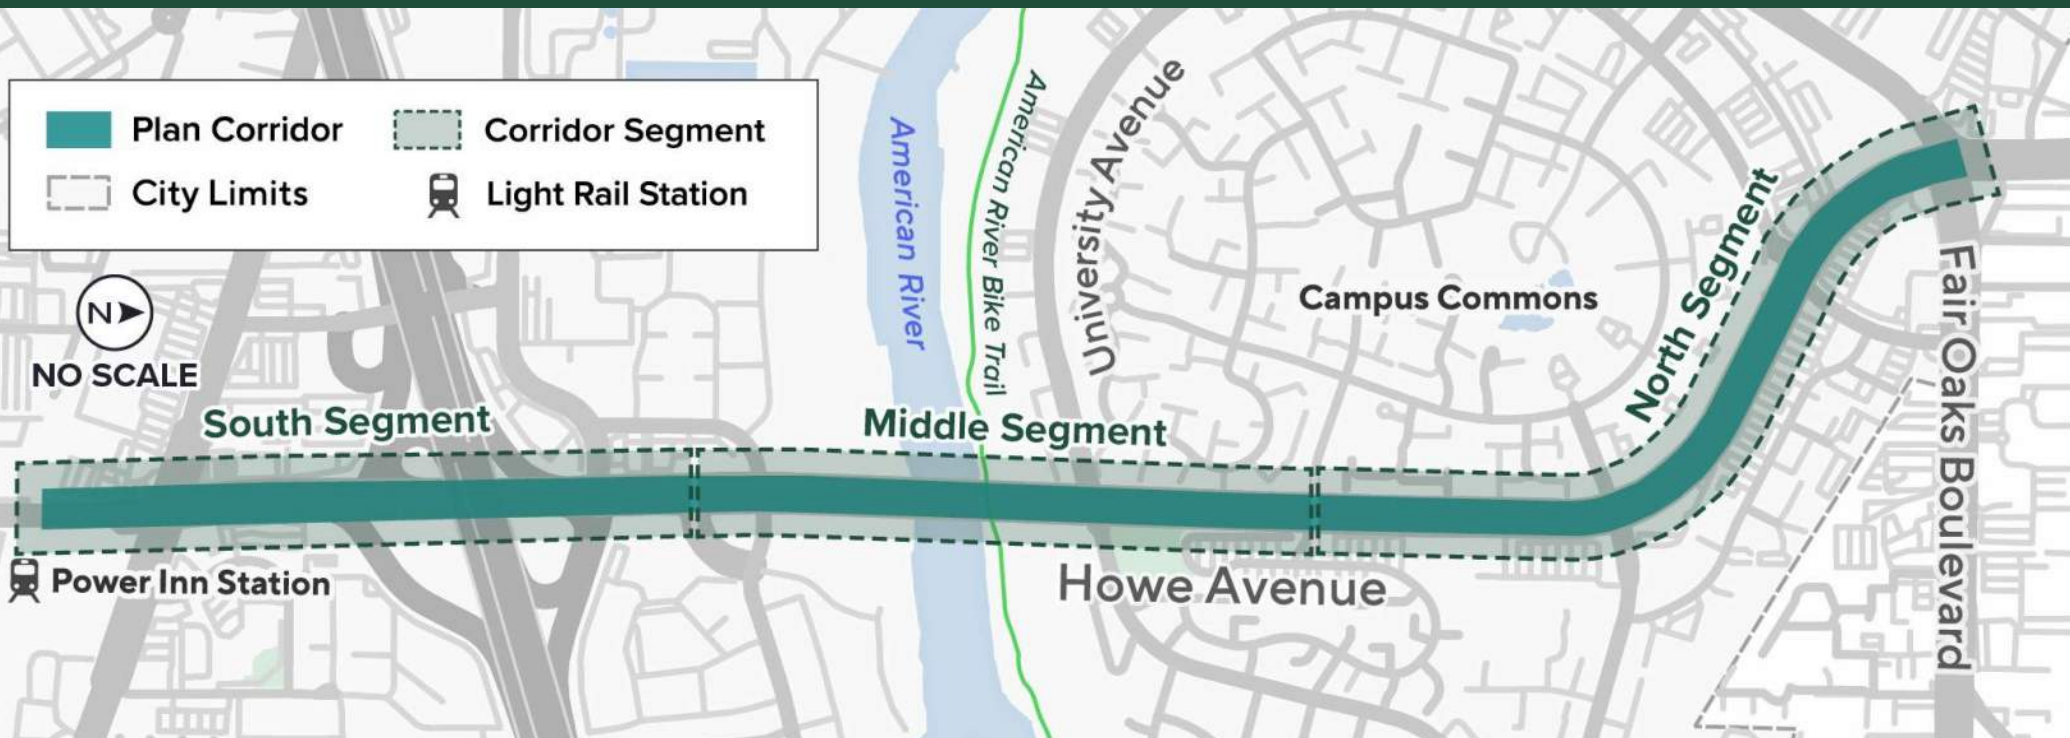 Plan Corridor
Corridor Segment
City Limits
Light Rail Station
N
NO SCALE
South Segment
Power Inn Station
American River
American River Bike Trail
Middle Segment
University Avenue
Howe Avenue
Campus Commons
North Segment
Fair Oaks Boulevard